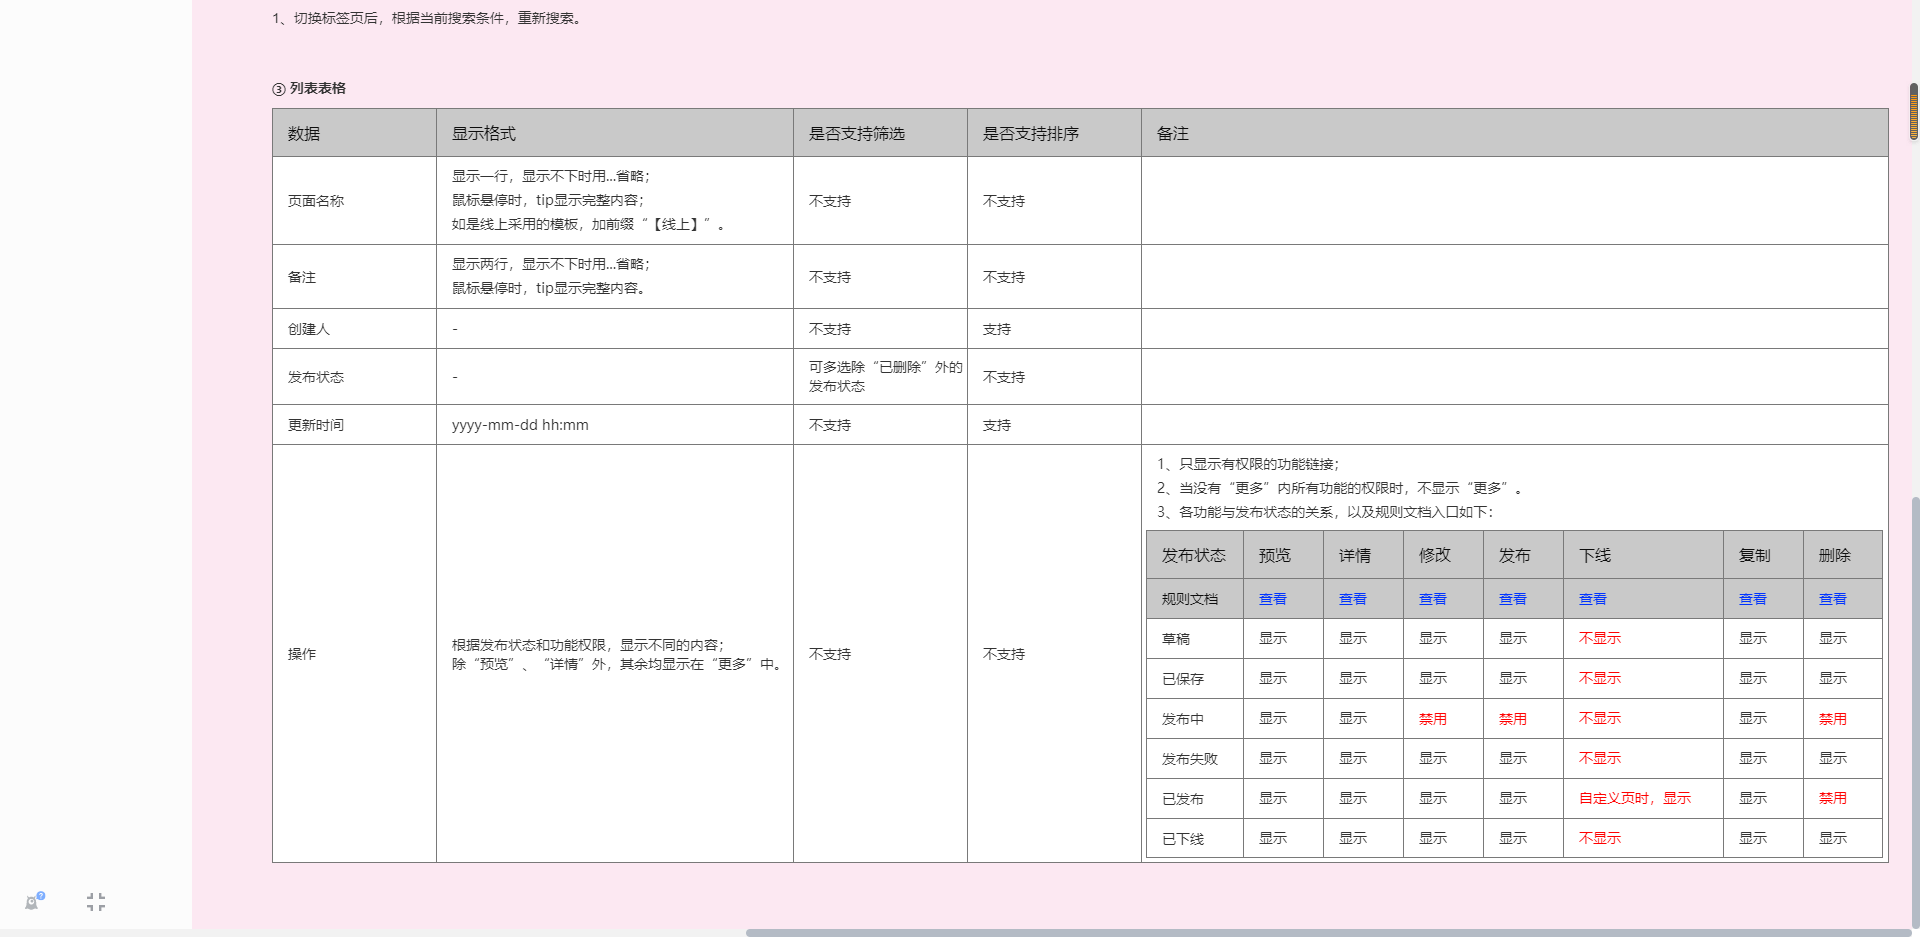 1、切换标签页后，根据当前搜索条件，重新搜索。
③ 列表表格
数据 显示格式 是否支持筛选 是否支持排序 备注
页面名称 显示一行，显示不下时用...省略； 不支持 不支持
鼠标悬停时，tip显示完整内容；
如是线上采用的模板，加前缀“【线上】”。
备注 显示两行，显示不下时用...省略； 不支持 不支持
鼠标悬停时，tip显示完整内容。
创建人 - 不支持 支持
发布状态 - 可多选除“已删除”外的 不支持
发布状态
更新时间 yyyy-mm-dd hh:mm 不支持 支持
操作 根据发布状态和功能权限，显示不同的内容； 不支持 不支持
除“预览”、“详情”外，其余均显示在“更多”中。
1、只显示有权限的功能链接；
2、当没有“更多”内所有功能的权限时，不显示“更多”。
3、各功能与发布状态的关系，以及规则文档入口如下：
发布状态 预览 详情 修改 发布 下线 复制 删除
规则文档 查看 查看 查看 查看 查看 查看 查看
草稿 显示 显示 显示 显示 不显示 显示 显示
已保存 显示 显示 显示 显示 不显示 显示 显示
发布中 显示 显示 禁用 禁用 不显示 显示 禁用
发布失败 显示 显示 显示 显示 不显示 显示 显示
已发布 显示 显示 显示 显示 自定义页时，显示 显示 禁用
已下线 显示 显示 显示 显示 不显示 显示 显示